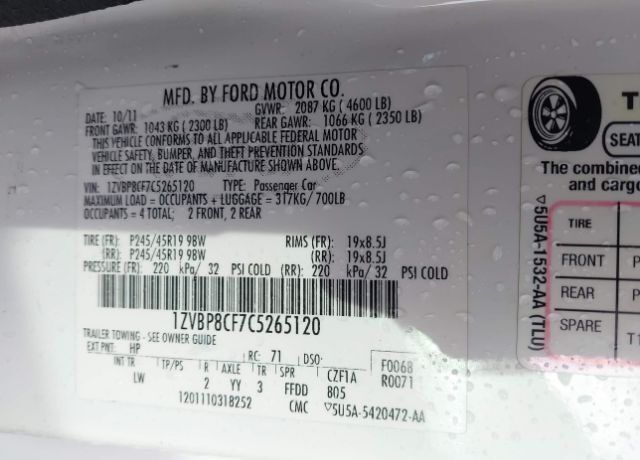 MFD. BY FORD MOTOR CO.
DATE: 10/11 GVWR: 2087 KG ( 4600 LB)
FRONT GAWR: 1043 KG ( 2300 LB) REAR GAWR: 1066 KG ( 2350 LB)
THIS VEHICLE CONFORMS TO ALL APPLICABLE FEDERAL MOTOR
VEHICLE SAFETY, BUMPER, AND THEFT PREVENTION STANDARDS
IN EFFECT ON THE DATE OF MANUFACTURE SHOWN ABOVE.
VIN: 1ZVBP8CF7C5265120 TYPE: Passenger Car
MAXIMUM LOAD = OCCUPANTS + LUGGAGE = 317KG/ 700LB
OCCUPANTS = 4 TOTAL; 2 FRONT, 2 REAR
TIRE (FR): P245/45R19 98W RIMS (FR): 19x8.5J
(RR): P245/45R19 98W (RR): 19x8.5J
PRESSURE (FR): 220 kPa/ 32 PSI COLD (RR): 220 kPa/ 32 PSI COLD
1ZVBP8CF7C5265120
TRAILER TOWING - SEE OWNER GUIDE
EXT PNT: HP RC: 71 DSO: F0068
R0071
INT TR TP/PS R AXLE TR SPR CZF1A
LW 2 YY 3 FFDD B05
1201110318252 CMC ▽5U5A-5420472-AA
T
SEAT
The combined
and cargo
▽5U5A-1532-AA (TLU)
TIRE
FRONT P
REAR P
SPARE T1